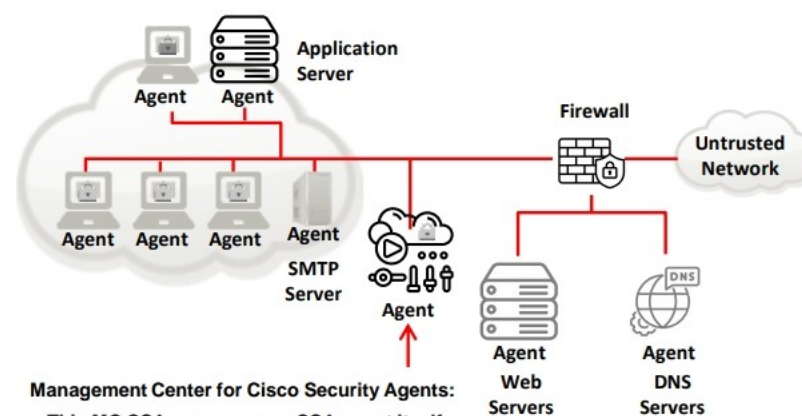 Application
Server
Agent
Agent
Firewall
Untrusted
Network
DNS
Agent
Agent
Agent
Agent
SMTP
Server
Agent
Agent
Web
Servers
Agent
DNS
Servers
Management Center for Cisco Security Agents: